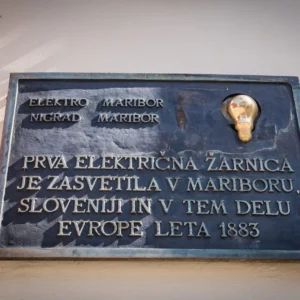 ELEKTRO MARIBOR
NIGRAD MARIBOR
PRVA ELEKTRIČNA ŽARNICA
JE ZASVETILA V MARIBORU,
SLOVENIJI IN V TEM DELU
EVROPE, LETA 1883